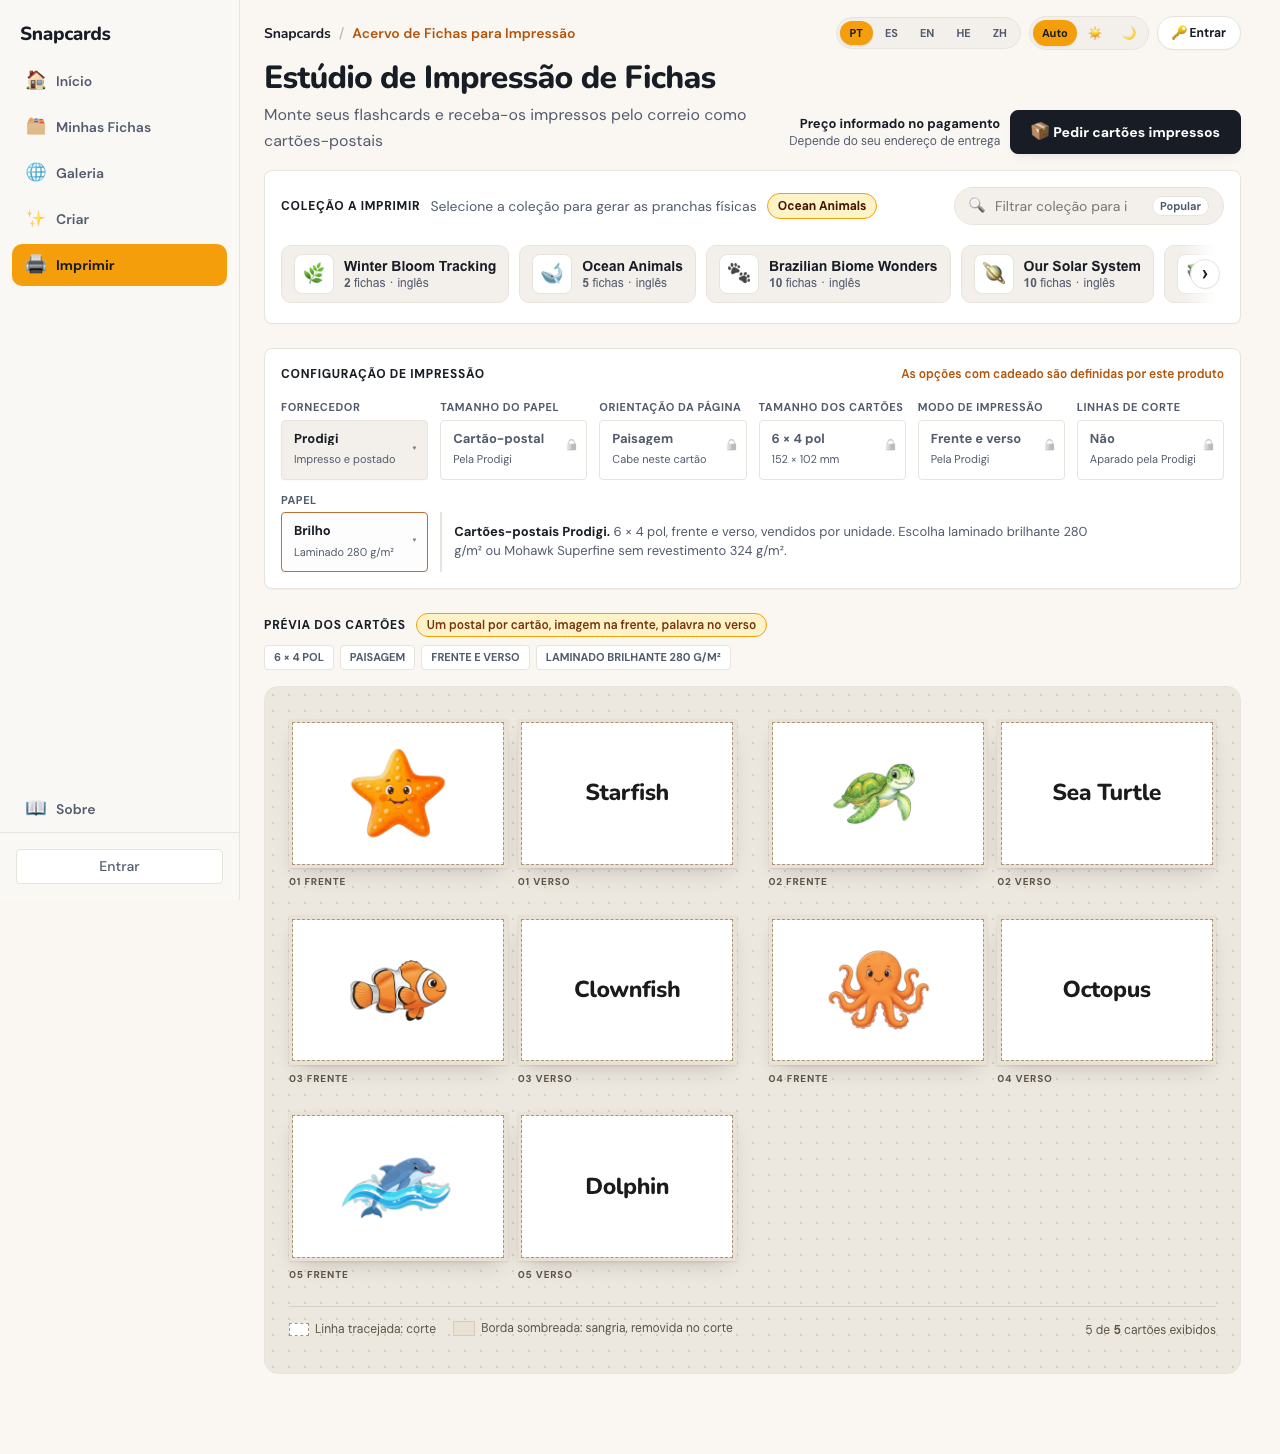 Snapcards
Início
Minhas Fichas
Galeria
Criar
Imprimir
Sobre
Entrar
Snapcards / Acervo de Fichas para Impressão
PT ES EN HE ZH
Auto
Entrar
Estúdio de Impressão de Fichas
Monte seus flashcards e receba-os impressos pelo correio como
cartões-postais
Preço informado no pagamento
Depende do seu endereço de entrega
Pedir cartões impressos
COLEÇÃO A IMPRIMIR Selecione a coleção para gerar as pranchas físicas Ocean Animals
Filtrar coleção para i Popular
Winter Bloom Tracking
2 fichas · inglês
Ocean Animals
5 fichas · inglês
Brazilian Biome Wonders
10 fichas · inglês
Our Solar System
10 fichas · inglês
CONFIGURAÇÃO DE IMPRESSÃO
As opções com cadeado são definidas por este produto
FORNECEDOR
Prodigi
Impresso e postado
TAMANHO DO PAPEL
Cartão-postal
Pela Prodigi
ORIENTAÇÃO DA PÁGINA
Paisagem
Cabe neste cartão
TAMANHO DOS CARTÕES
6 × 4 pol
152 × 102 mm
MODO DE IMPRESSÃO
Frente e verso
Pela Prodigi
LINHAS DE CORTE
Não
Aparado pela Prodigi
PAPEL
Brilho
Laminado 280 g/m²
Cartões-postais Prodigi. 6 × 4 pol, frente e verso, vendidos por unidade. Escolha laminado brilhante 280
g/m² ou Mohawk Superfine sem revestimento 324 g/m².
PRÉVIA DOS CARTÕES Um postal por cartão, imagem na frente, palavra no verso
6 × 4 POL PAISAGEM FRENTE E VERSO LAMINADO BRILHANTE 280 G/M²
Starfish
Sea Turtle
01 FRENTE 01 VERSO 02 FRENTE 02 VERSO
Clownfish
Octopus
03 FRENTE 03 VERSO 04 FRENTE 04 VERSO
Dolphin
05 FRENTE 05 VERSO
Linha tracejada: corte Borda sombreada: sangria, removida no corte
5 de 5 cartões exibidos